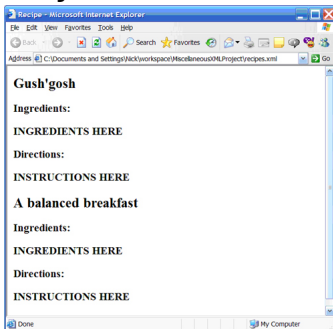 Recipe - Microsoft Internet Explorer
File Edit View Favorites Tools Help
Back Search Favorites
Address C:\Documents and Settings\Nick\workspace\MiscellaneousXMLProject\recipes.xml Go
Gush'gosh
Ingredients:
INGREDIENTS HERE
Directions:
INSTRUCTIONS HERE
A balanced breakfast
Ingredients:
INGREDIENTS HERE
Directions:
INSTRUCTIONS HERE
Done My Computer